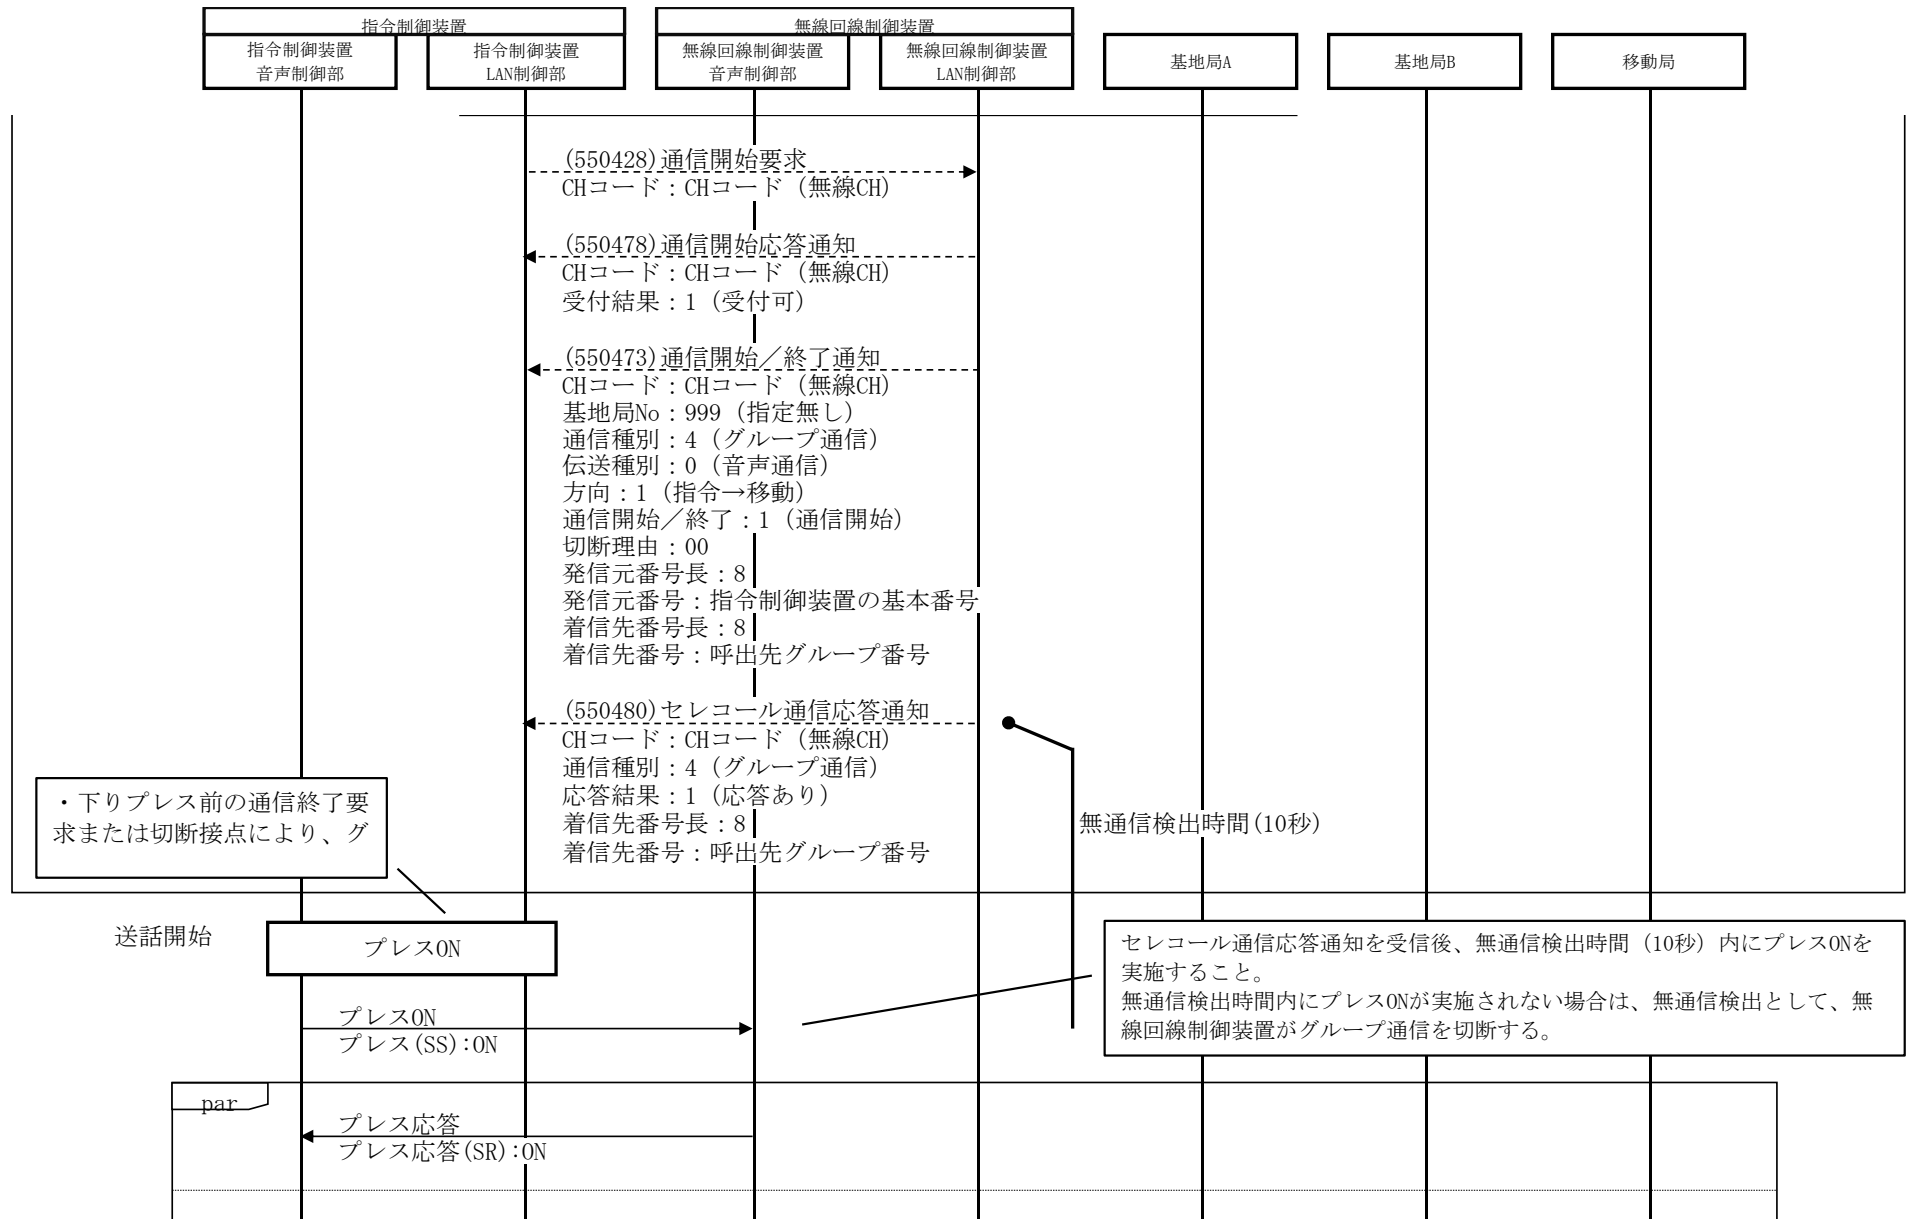 指令制御装置
無線回線制御装置
指令制御装置
音声制御部
指令制御装置
LAN制御部
無線回線制御装置
音声制御部
無線回線制御装置
LAN制御部
基地局A
基地局B
移動局
(550428)通信開始要求
CHコード：CHコード（無線CH）
(550478)通信開始応答通知
CHコード：CHコード（無線CH）
受付結果：1（受付可）
(550473)通信開始／終了通知
CHコード：CHコード（無線CH）
基地局No：999（指定無し）
通信種別：4（グループ通信）
伝送種別：0（音声通信）
方向：1（指令→移動）
通信開始／終了：1（通信開始）
切断理由：00
発信元番号長：8
発信元番号：指令制御装置の基本番号
着信先番号長：8
着信先番号：呼出先グループ番号
(550480)セレコール通信応答通知
CHコード：CHコード（無線CH）
通信種別：4（グループ通信）
応答結果：1（応答あり）
着信先番号長：8
着信先番号：呼出先グループ番号
無通信検出時間(10秒)
・下りプレス前の通信終了要
求または切断接点により、グ
送話開始
プレスON
セレコール通信応答通知を受信後、無通信検出時間（10秒）内にプレスONを
実施すること。
無通信検出時間内にプレスONが実施されない場合は、無通信検出として、無
線回線制御装置がグループ通信を切断する。
プレスON
プレス(SS):ON
par
プレス応答
プレス応答(SR):ON